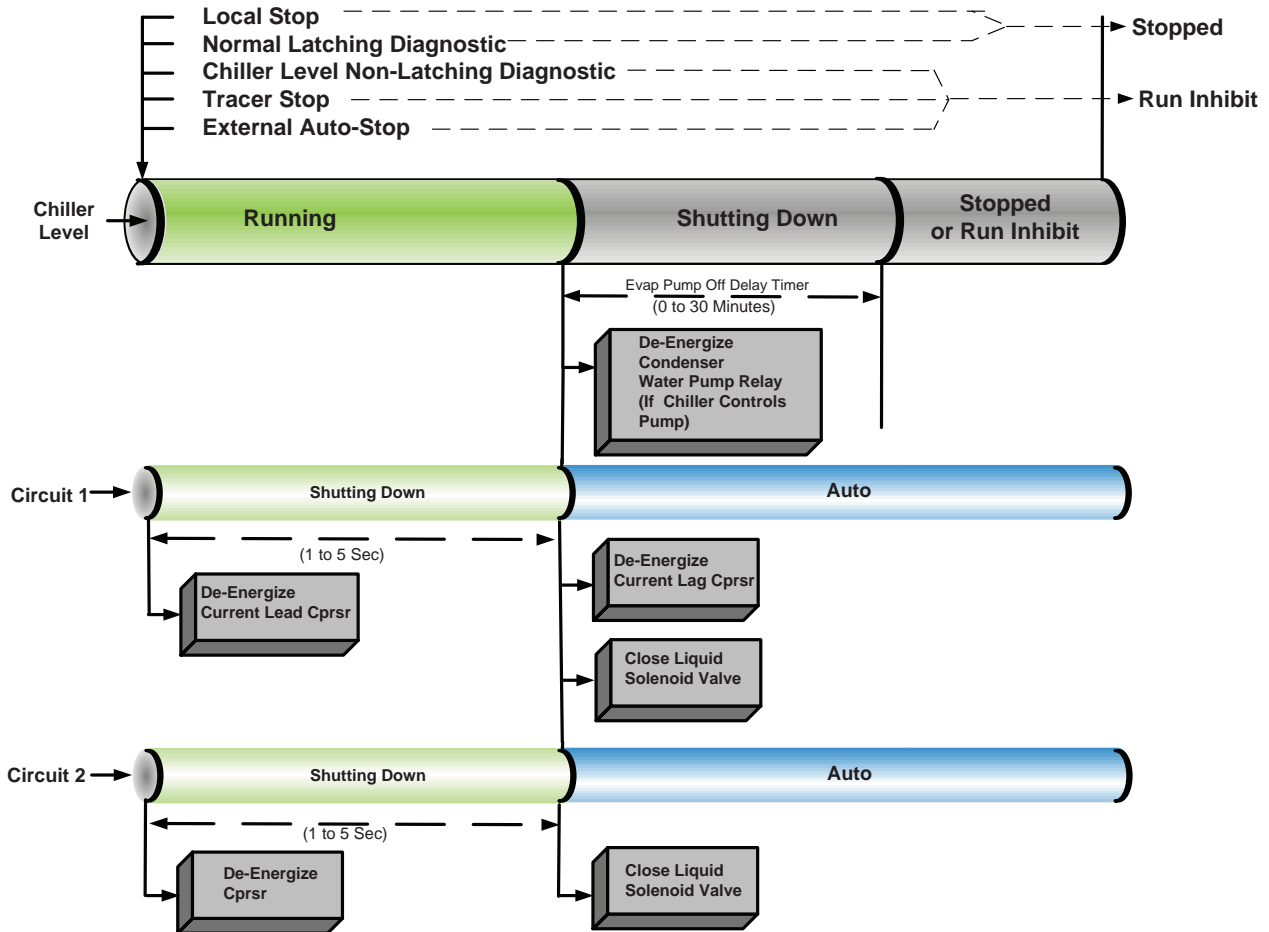 Local Stop
Normal Latching Diagnostic
Stopped
Chiller Level Non-Latching Diagnostic
Tracer Stop
Run Inhibit
External Auto-Stop
Chiller
Level
Running
Shutting Down
Stopped
or Run Inhibit
Evap Pump Off Delay Timer
(0 to 30 Minutes)
De-Energize
Condenser
Water Pump Relay
(If Chiller Controls
Pump)
Circuit 1
Shutting Down
Auto
(1 to 5 Sec)
De-Energize
Current Lead Cprsr
De-Energize
Current Lag Cprsr
Close Liquid
Solenoid Valve
Circuit 2
Shutting Down
Auto
(1 to 5 Sec)
De-Energize
Cprsr
Close Liquid
Solenoid Valve